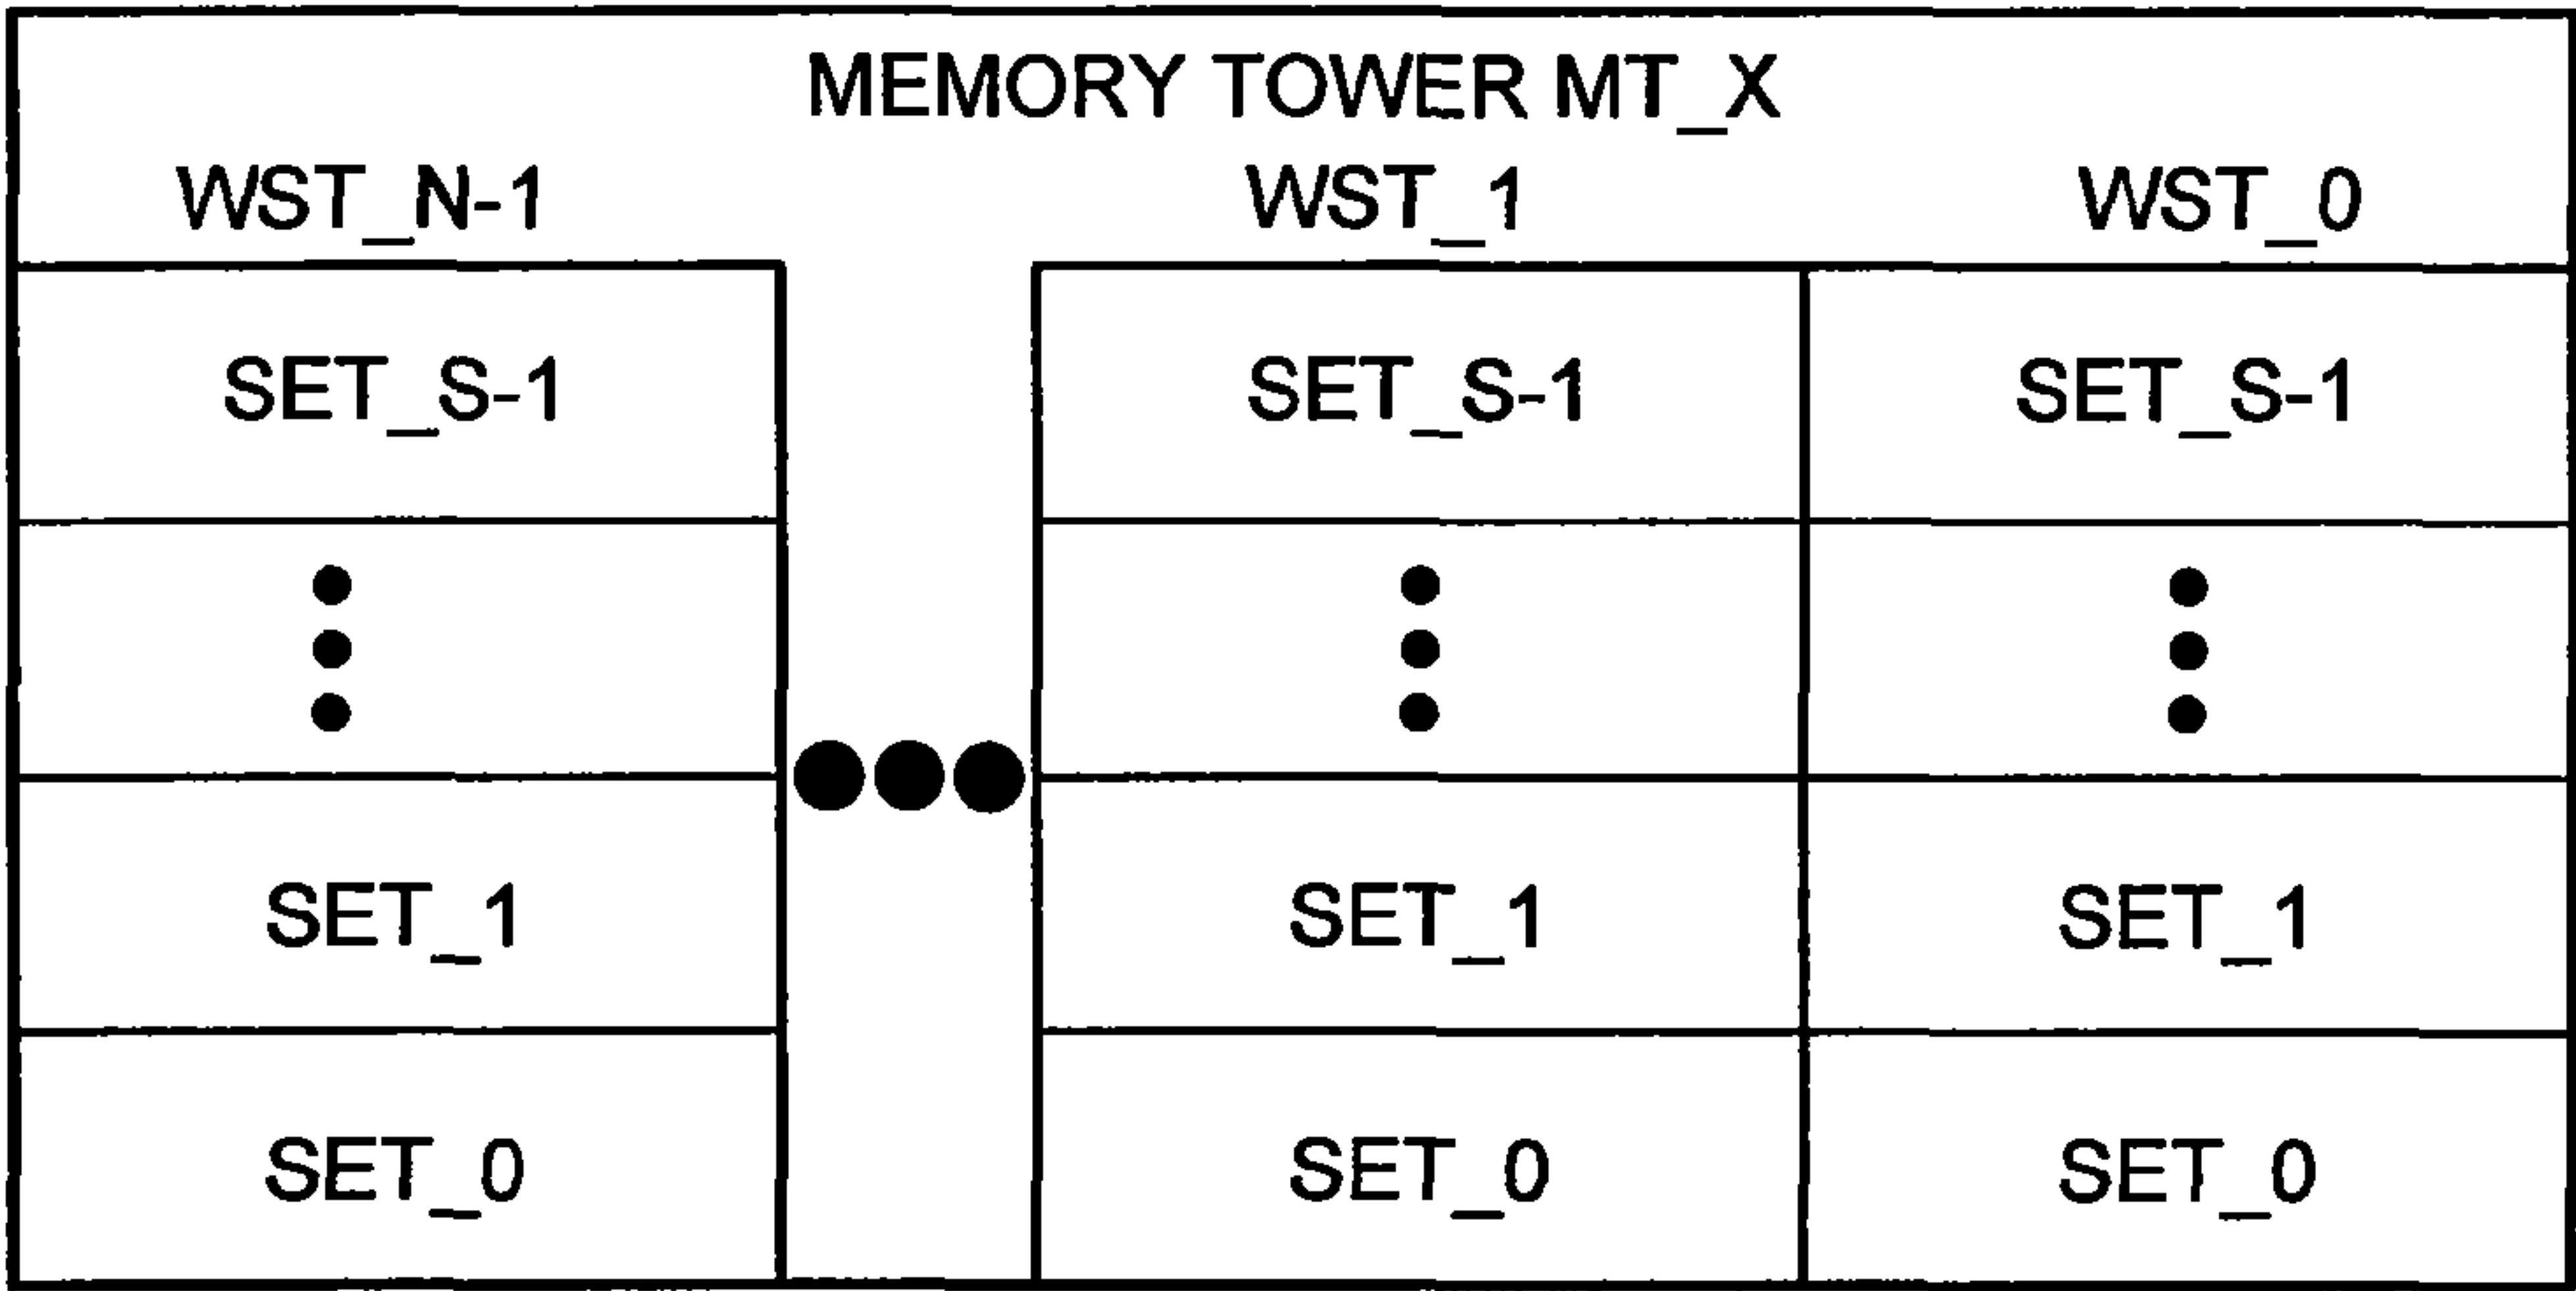 MEMORY TOWER MT_X
WST_N-1 WST_1 WST_0
SET_S-1 SET_S-1 SET_S-1
SET_1 SET_1 SET_1
SET_0 SET_0 SET_0